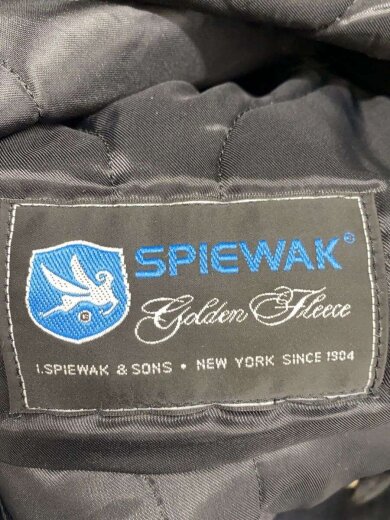 SPIEWAK®
Golden Fleece
I.SPIEWAK & SONS • NEW YORK SINCE 1904